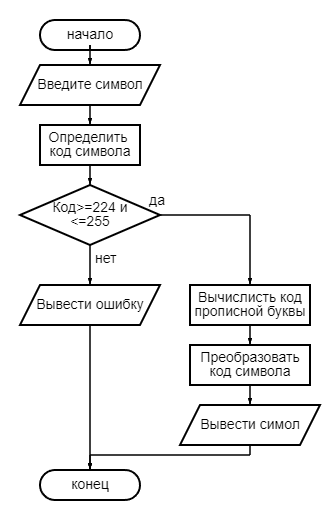 начало
Введите символ
Определить
код символа
Код>=224 и
<=255
да
нет
Вывести ошибку
Вычислисть код
прописной буквы
Преобразовать
код символа
Вывести симол
конец